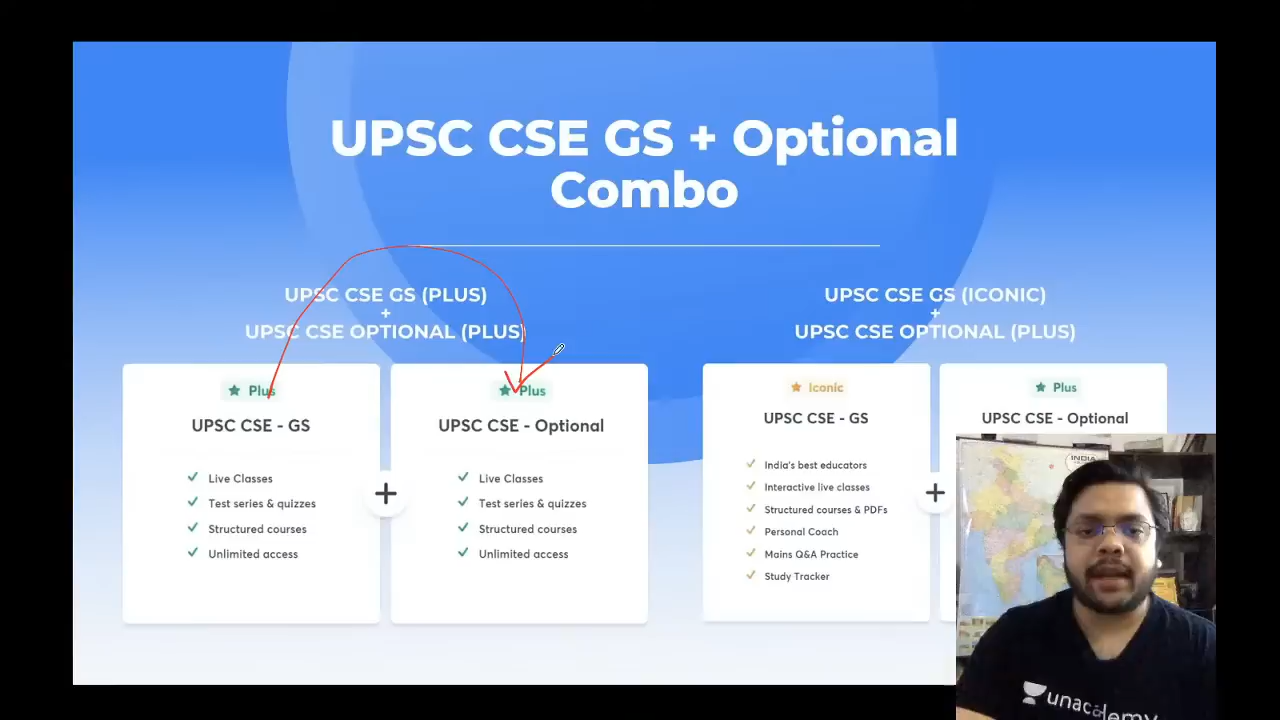 UPSC CSE GS + Optional
Combo
UPSC CSE GS (PLUS)
+
UPSC CSE OPTIONAL (PLUS)
Plus
UPSC CSE - GS
Live Classes
Test series & quizzes
Structured courses
Unlimited access
+
Plus
UPSC CSE - Optional
Live Classes
Test series & quizzes
Structured courses
Unlimited access
UPSC CSE GS (ICONIC)
+
UPSC CSE OPTIONAL (PLUS)
Iconic
UPSC CSE - GS
India's best educators
Interactive live classes
Structured courses & PDFs
Personal Coach
Mains Q&A Practice
Study Tracker
+
Plus
UPSC CSE - Optional
INDIA
unacademy